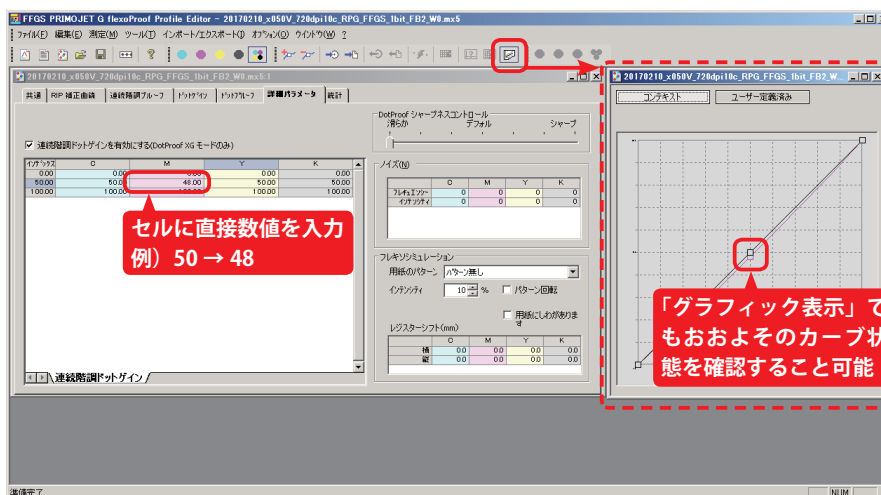 FFGS PRIMOJET G flexoProof Profile Editor - 20170210_x050V_720dpi10c_RPG_FFGS_1bit_FB2_W0.mx5
ファイル(F) 編集(E) 測定(M) ツール(T) インポート/エクスポート(I) オプション(O) ウインドウ(W) ?
20170210_x050V_720dpi10c_RPG_FFGS_1bit_FB2_W0.mx5:1
共通 RIP 補正曲線 連続階調プルーフ ドットゲイン ドットプルーフ 詳細パラメータ 統計
連続階調ドットゲインを有効にする(DotProof XG モードのみ)
インデックス C M Y K
0.00 0.00 0.00 0.00 0.00
50.00 50.00 48.00 50.00 50.00
100.00 100.00 100.00 100.00 100.00
セルに直接数値を入力
例）50 → 48
連続階調ドットゲイン
DotProof シャープネスコントロール
滑らか デフォル シャープ
ノイズ(N)
C M Y K
フレキュエンシー 0 0 0 0
インテンシティ 0 0 0 0
フレキソシミュレーション
用紙のパターン パターン無し
インテンシティ 10 % パターン回転
用紙にしわがありま
す
レジスターシフト(mm)
C M Y K
横 0.0 0.0 0.0 0.0
縦 0.0 0.0 0.0 0.0
20170210_x050V_720dpi10c_RPG_FFGS_1bit_FB2_W...
コンテキスト ユーザー定義済み
「グラフィック表示」で
もおおよそのカーブ状
態を確認すること可能
準備完了
NUM